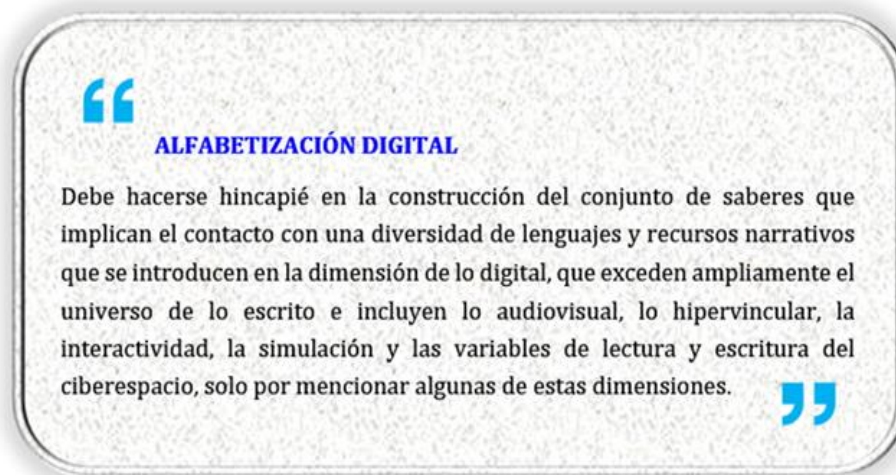 “
ALFABETIZACIÓN DIGITAL
Debe hacerse hincapié en la construcción del conjunto de saberes que
implican el contacto con una diversidad de lenguajes y recursos narrativos
que se introducen en la dimensión de lo digital, que exceden ampliamente el
universo de lo escrito e incluyen lo audiovisual, lo hipervincular, la
interactividad, la simulación y las variables de lectura y escritura del
ciberespacio, solo por mencionar algunas de estas dimensiones.
”